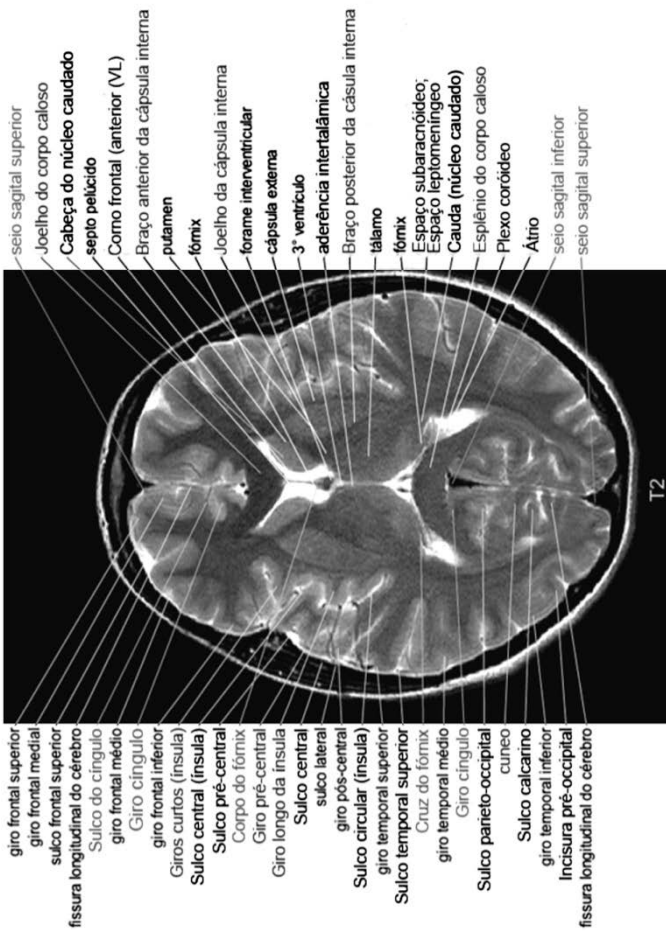 giro frontal superior
giro frontal medial
sulco frontal superior
fissura longitudinal do cérebro
Sulco do cíngulo
giro frontal médio
Giro cíngulo
giro frontal inferior
Giros curtos (ínsula)
Sulco central (ínsula)
Sulco pré-central
Corpo do fórnix
Giro pré-central
Giro longo da ínsula
Sulco central
sulco lateral
giro pós-central
Sulco circular (ínsula)
giro temporal superior
Sulco temporal superior
Cruz do fórnix
giro temporal médio
Giro cíngulo
Sulco parieto-occipital
cuneo
Sulco calcarino
giro temporal inferior
Incisura pré-occipital
fissura longitudinal do cérebro
seio sagital superior
Joelho do corpo caloso
Cabeça do núcleo caudado
septo pelúcido
Corno frontal (anterior (VL)
Braço anterior da cápsula interna
putamen
fórnix
Joelho da cápsula interna
forame interventricular
cápsula externa
3° ventrículo
aderência intertalâmica
Braço posterior da cásula interna
tálamo
fórnix
Espaço subaracnóideo;
Espaço leptomeníngeo
Cauda (núcleo caudado)
Esplênio do corpo caloso
Plexo coróideo
Átrio
seio sagital inferior
seio sagital superior
T2